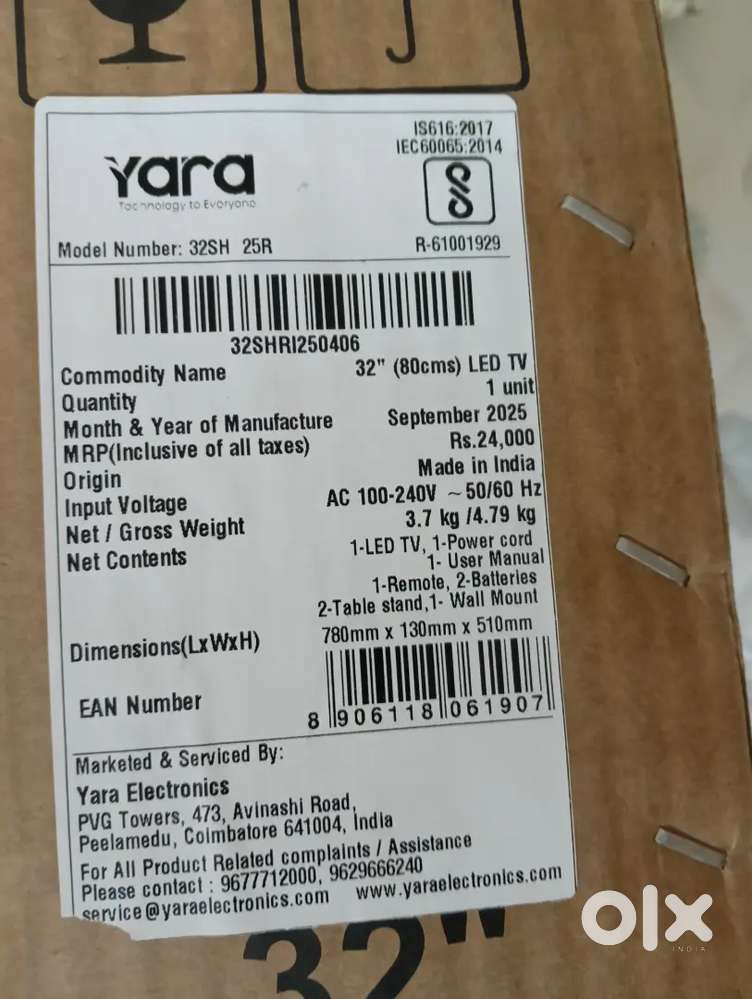 IS616:2017
IEC60065:2014
Yara
Technology to Everyone
Model Number: 32SH 25R
R-61001929
32SHRI250406
Commodity Name 32" (80cms) LED TV
Quantity 1 unit
Month & Year of Manufacture September 2025
MRP(Inclusive of all taxes) Rs.24,000
Origin Made in India
Input Voltage AC 100-240V ~50/60 Hz
Net / Gross Weight 3.7 kg /4.79 kg
Net Contents 1-LED TV, 1-Power cord
1- User Manual
1-Remote, 2-Batteries
2-Table stand,1- Wall Mount
Dimensions(LxWxH) 780mm x 130mm x 510mm
EAN Number
8 906118 061907
Marketed & Serviced By:
Yara Electronics
PVG Towers, 473, Avinashi Road,
Peelamedu, Coimbatore 641004, India
For All Product Related complaints / Assistance
Please contact : 9677712000, 9629666240
service@yaraelectronics.com www.yaraelectronics.com
32"
olx
INDIA